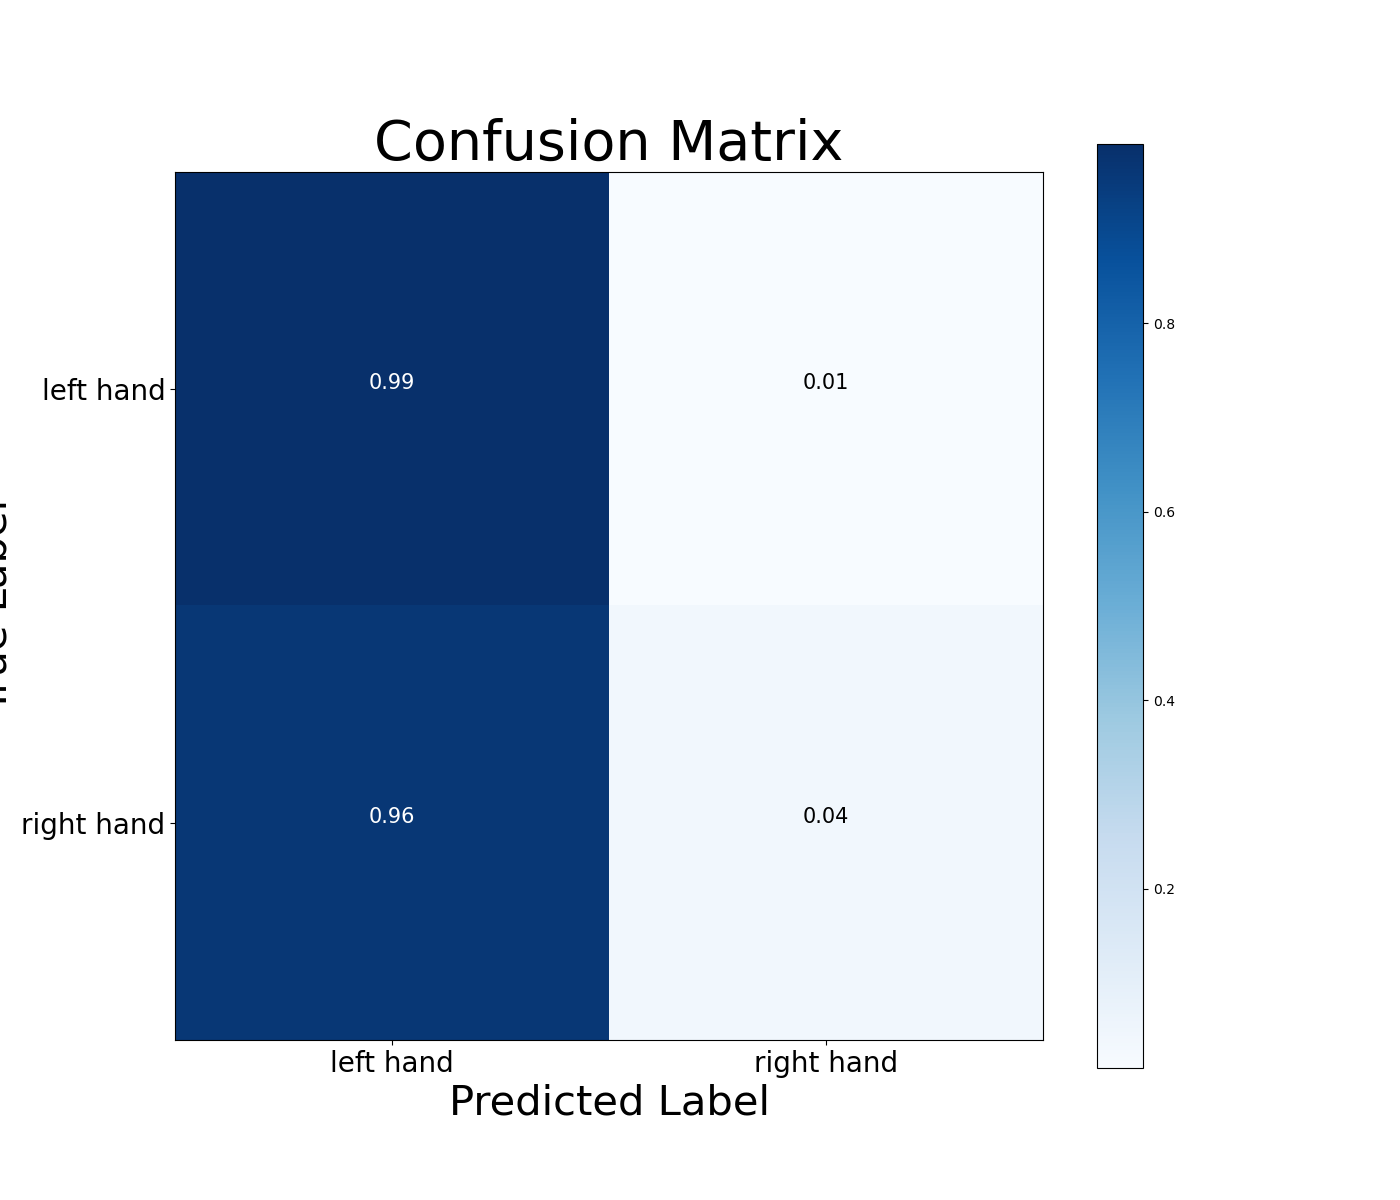 Confusion Matrix
left hand
0.99
0.01
right hand
0.96
0.04
left hand
right hand
Predicted Label
0.8
0.6
0.4
0.2